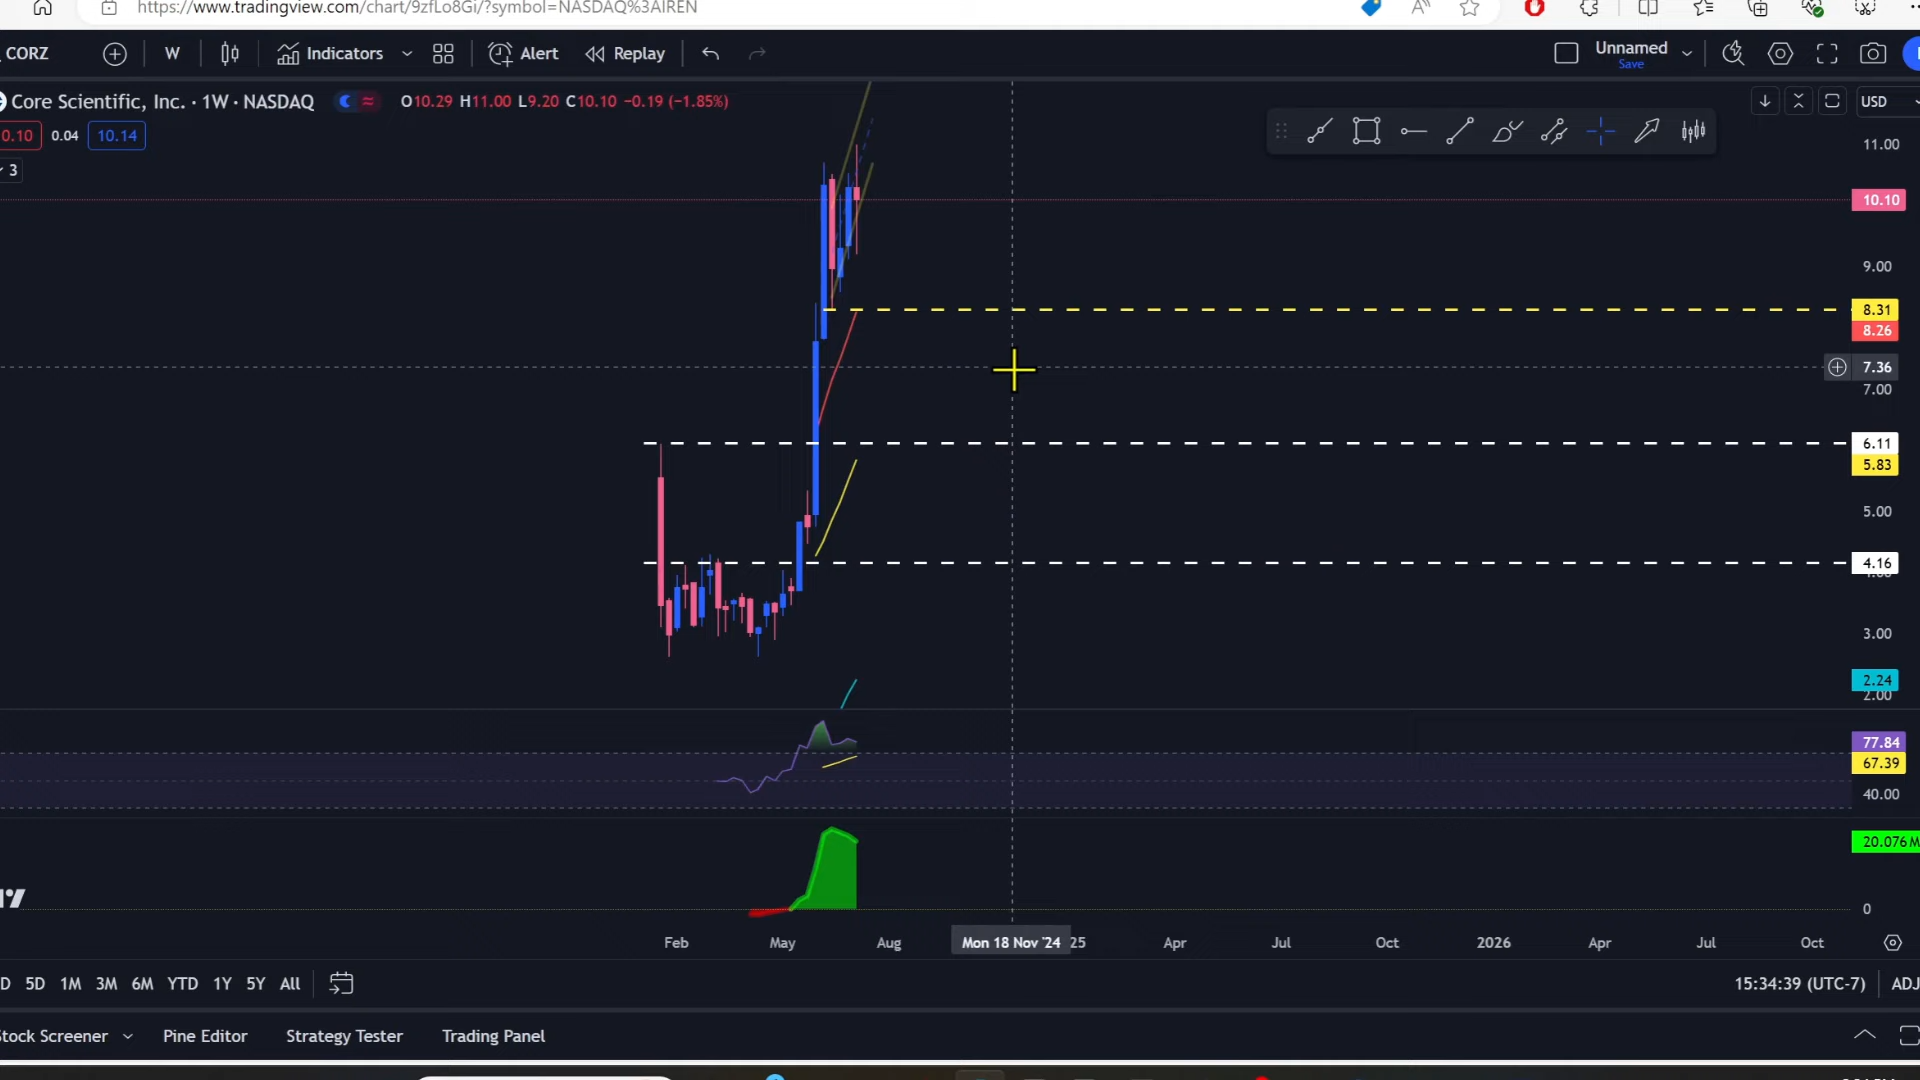 https://www.tradingview.com/chart/9zfLo8Gi/?symbol=NASDAQ%3AIREN
CORZ
W
Indicators
Alert
Replay
Unnamed
Save
Core Scientific, Inc. · 1W · NASDAQ
O10.29 H11.00 L9.20 C10.10 −0.19 (−1.85%)
USD
0.10
0.04
10.14
3
11.00
10.10
9.00
8.31
8.26
7.36
7.00
6.11
5.83
5.00
4.16
3.00
2.24
2.00
77.84
67.39
40.00
20.076M
0
Feb
May
Aug
Mon 18 Nov '24
25
Apr
Jul
Oct
2026
Apr
Jul
Oct
D
5D
1M
3M
6M
YTD
1Y
5Y
All
15:34:39 (UTC-7)
ADJ
Stock Screener
Pine Editor
Strategy Tester
Trading Panel